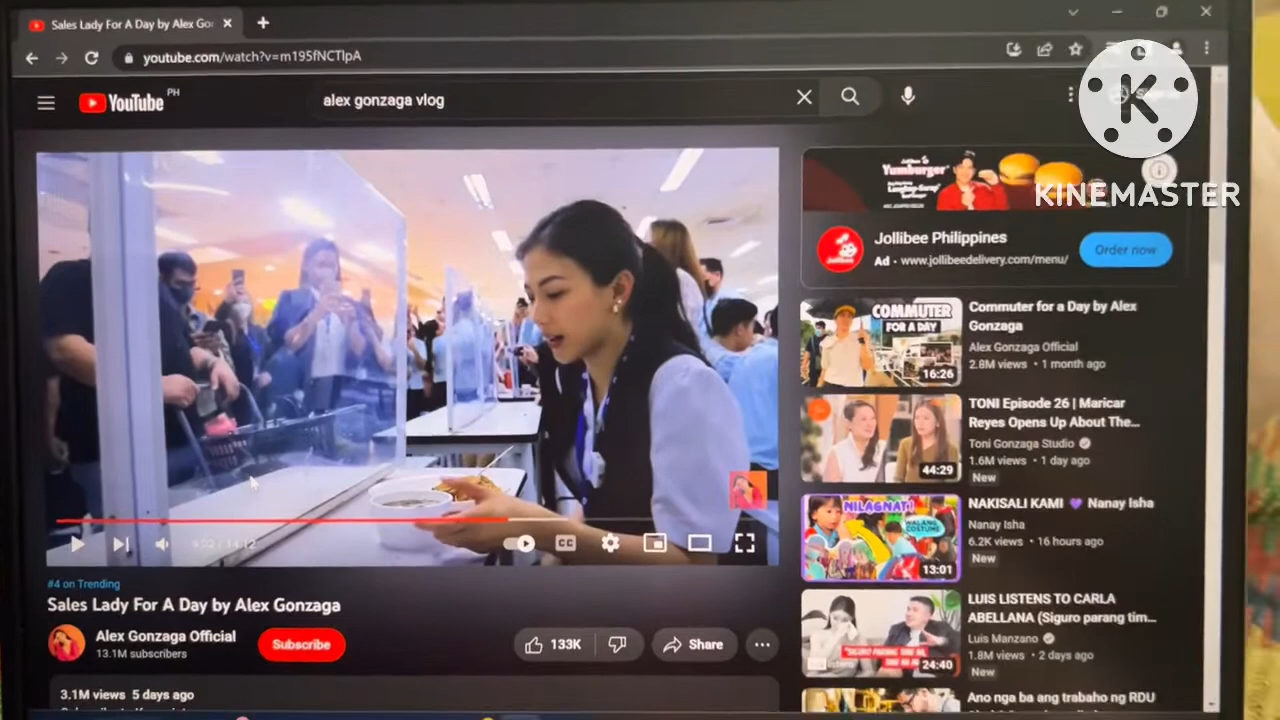 Sales Lady For A Day by Alex Go
youtube.com/watch?v=m195fNCTlpA
YouTube PH
alex gonzaga vlog
K
KINEMASTER
Jollibee
Yumburger
Jollibee
Jollibee Philippines
Ad · www.jollibeedelivery.com/menu/
Order now
COMMUTER
FOR A DAY
16:26
Commuter for a Day by Alex
Gonzaga
Alex Gonzaga Official
2.8M views • 1 month ago
44:29
TONI Episode 26 | Maricar
Reyes Opens Up About The...
Toni Gonzaga Studio
1.6M views • 1 day ago
New
NILAGNAT!
WALANG
COSTUME
13:01
NAKISALI KAMI 💜 Nanay Isha
Nanay Isha
6.2K views • 16 hours ago
New
24:40
LUIS LISTENS TO CARLA
ABELLANA (Siguro parang tim...
Luis Manzano
1.8M views • 2 days ago
New
Ano nga ba ang trabaho ng RDU
CC
#4 on Trending
Sales Lady For A Day by Alex Gonzaga
Alex Gonzaga Official
13.1M subscribers
Subscribe
133K
Share
3.1M views 5 days ago